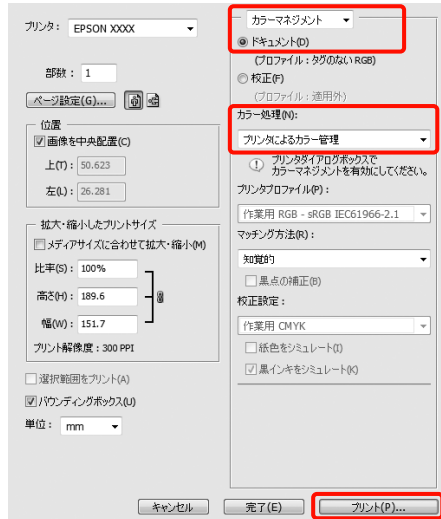 プリンタ： EPSON XXXX
部数： 1
ページ設定(G)...
位置
画像を中央配置(C)
上(T)： 50.623
左(L)： 26.281
拡大・縮小したプリントサイズ
メディアサイズに合わせて拡大・縮小(M)
比率(S)： 100%
高さ(H)： 189.6
幅(W)： 151.7
プリント解像度：300 PPI
選択範囲をプリント(A)
バウンディングボックス(U)
単位： mm
カラーマネジメント
ドキュメント(D)
(プロファイル：タグのない RGB)
校正(F)
(プロファイル：適用外)
カラー処理(N)：
プリンタによるカラー管理
プリンタダイアログボックスで
カラーマネジメントを有効にしてください。
プリンタプロファイル(P)：
作業用 RGB - sRGB IEC61966-2.1
マッチング方法(R)：
知覚的
黒点の補正(B)
校正設定：
作業用 CMYK
紙色をシミュレート(I)
黒インキをシミュレート(K)
キャンセル
完了(E)
プリント(P)...